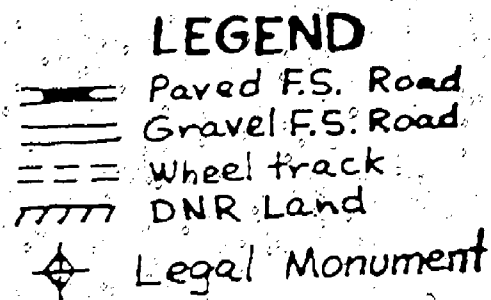 LEGEND
Paved F.S. Road
Gravel F.S. Road
Wheel track
DNR Land
Legal Monument